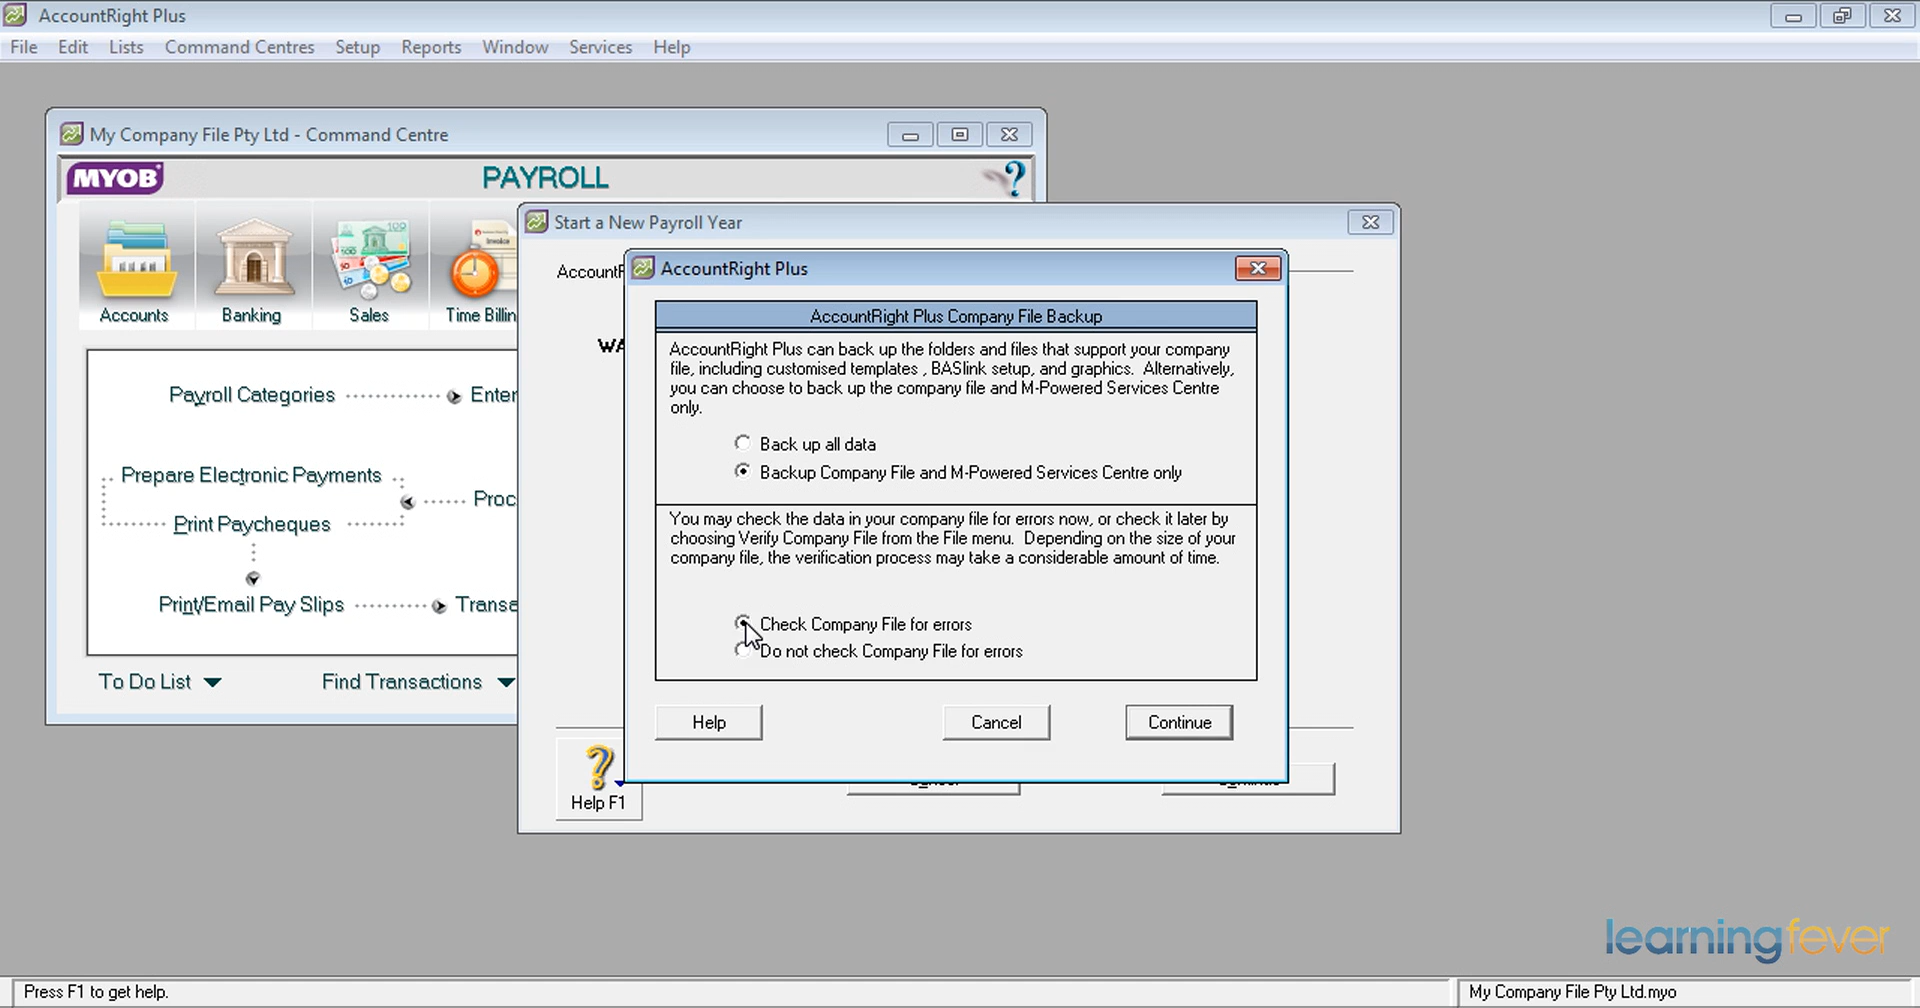 AccountRight Plus
File Edit Lists Command Centres Setup Reports Window Services Help
My Company File Pty Ltd - Command Centre
MYOB
PAYROLL
Accounts
Banking
Sales
Payroll Categories
Enter
Prepare Electronic Payments
Print Paycheques
Print/Email Pay Slips
To Do List
Find Transactions
Start a New Payroll Year
AccountRight Plus
AccountRight Plus Company File Backup
AccountRight Plus can back up the folders and files that support your company
file, including customised templates , BASlink setup, and graphics. Alternatively,
you can choose to back up the company file and M-Powered Services Centre
only.
Back up all data
Backup Company File and M-Powered Services Centre only
You may check the data in your company file for errors now, or check it later by
choosing Verify Company File from the File menu. Depending on the size of your
company file, the verification process may take a considerable amount of time.
Check Company File for errors
Do not check Company File for errors
Help
Cancel
Continue
Help F1
learningfever
Press F1 to get help.
My Company File Pty Ltd.myo